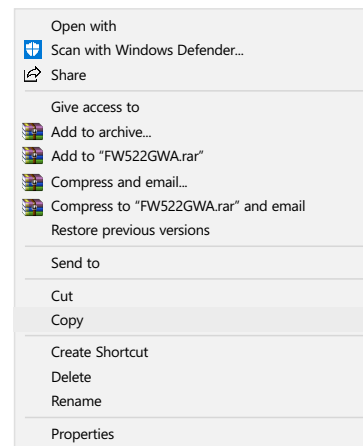 Open with
Scan with Windows Defender...
Share
Give access to
Add to archive...
Add to “FW522GWA.rar”
Compress and email...
Compress to “FW522GWA.rar” and email
Restore previous versions
Send to
Cut
Copy
Create Shortcut
Delete
Rename
Properties